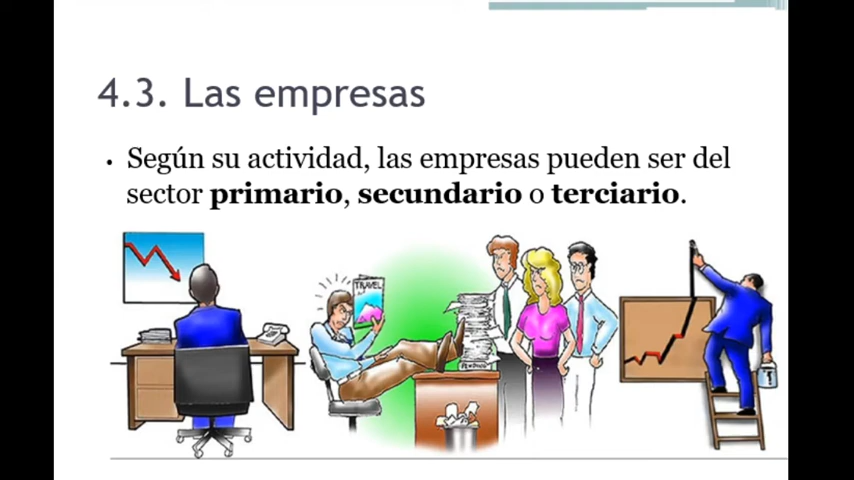 4.3. Las empresas
• Según su actividad, las empresas pueden ser del
sector primario, secundario o terciario.
TRAVEL